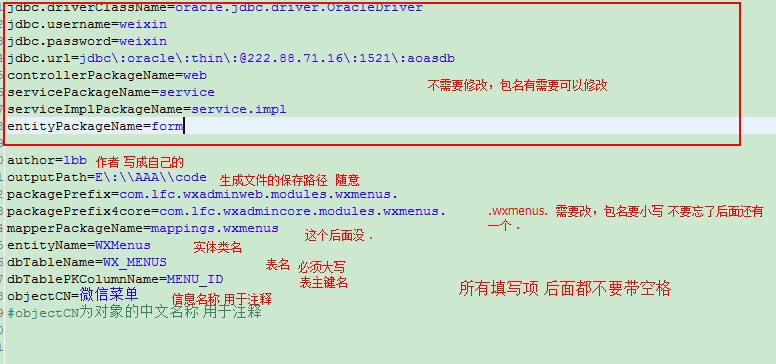 jdbc.driverClassName=oracle.jdbc.driver.OracleDriver
jdbc.username=weixin
jdbc.password=weixin
jdbc.url=jdbc\:oracle\:thin\:@222.88.71.16\:1521\:aoasdb
controllerPackageName=web
servicePackageName=service
不需要修改，包名有需要可以修改
serviceImplPackageName=service.impl
entityPackageName=form
author=lbb 作者 写成自己的
outputPath=E\:\\AAA\\code 生成文件的保存路径 随意
packagePrefix=com.lfc.wxadminweb.modules.wxmenus.
packagePrefix4core=com.lfc.wxadmincore.modules.wxmenus. .wxmenus. 需要改，包名要小写 不要忘了后面还有
一个 .
mapperPackageName=mappings.wxmenus 这个后面没 .
entityName=WXMenus 实体类名
dbTableName=WX_MENUS 表名 必须大写
dbTablePKColumnName=MENU_ID 表主键名
objectCN=微信菜单 信息名称 用于注释 所有填写项 后面都不要带空格
#objectCN为对象的中文名称 用于注释